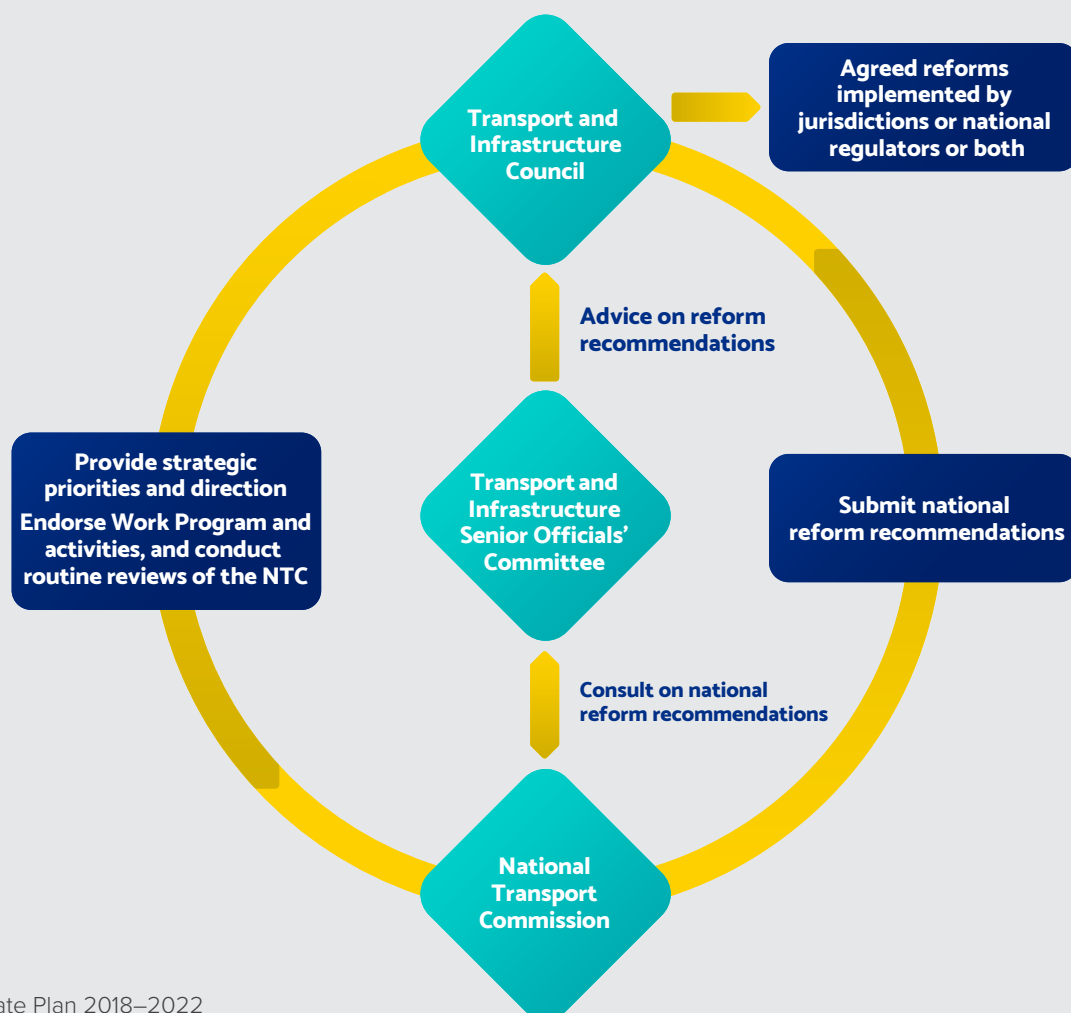 Transport and
Infrastructure
Council
Agreed reforms
implemented by
jurisdictions or national
regulators or both
Advice on reform
recommendations
Provide strategic
priorities and direction
Endorse Work Program and
activities, and conduct
routine reviews of the NTC
Transport and
Infrastructure
Senior Officials’
Committee
Submit national
reform recommendations
Consult on national
reform recommendations
National
Transport
Commission
Plan 2018–2022